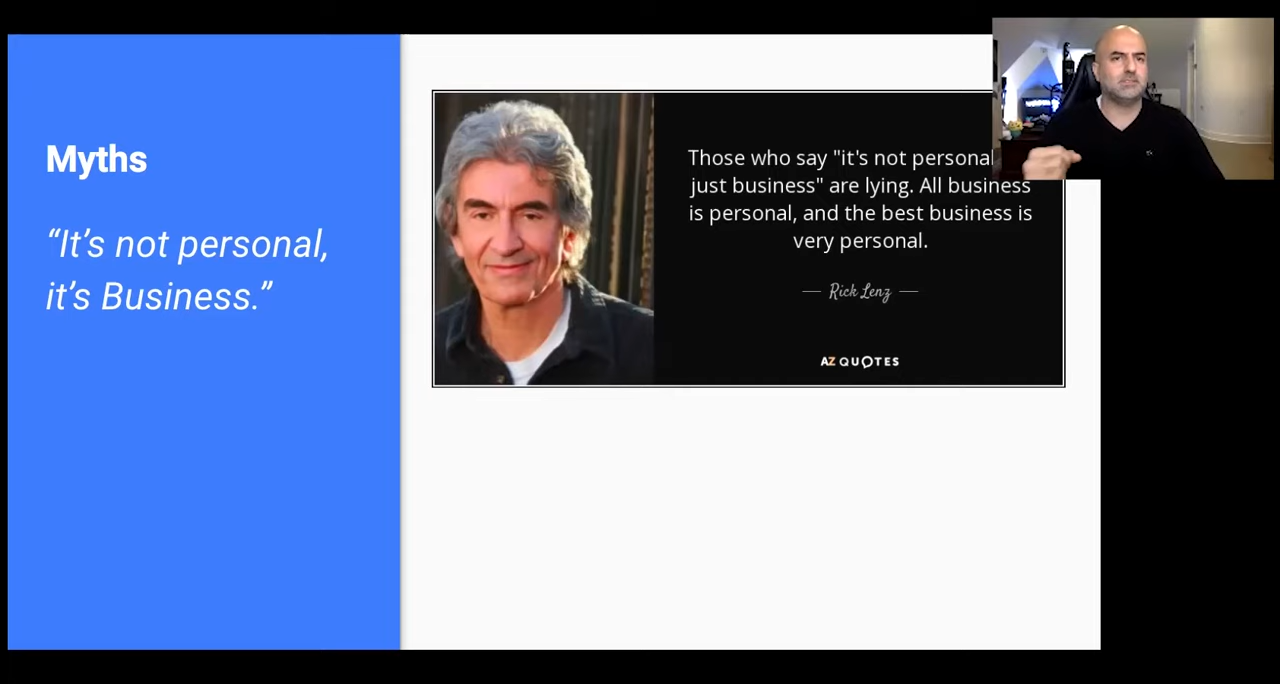 Myths
“It’s not personal,
it’s Business.”
Those who say "it's not personal
just business" are lying. All business
is personal, and the best business is
very personal.
Rick Lenz
AZ QUOTES